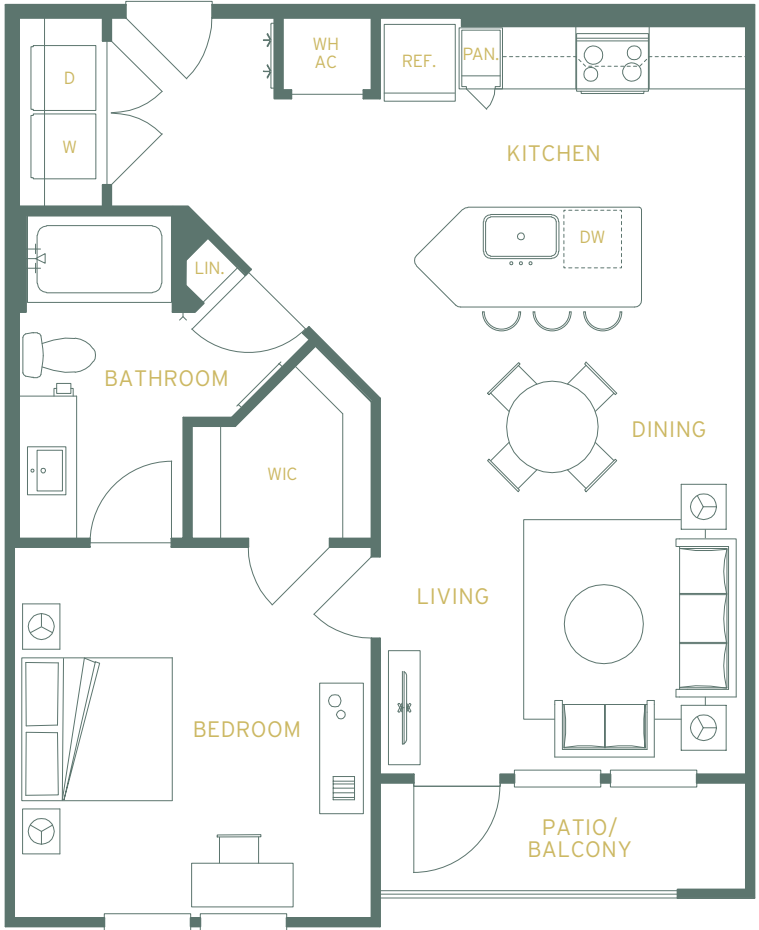 WH
AC
REF.
PAN.
D
W
KITCHEN
DW
LIN.
BATHROOM
DINING
WIC
LIVING
BEDROOM
PATIO/
BALCONY